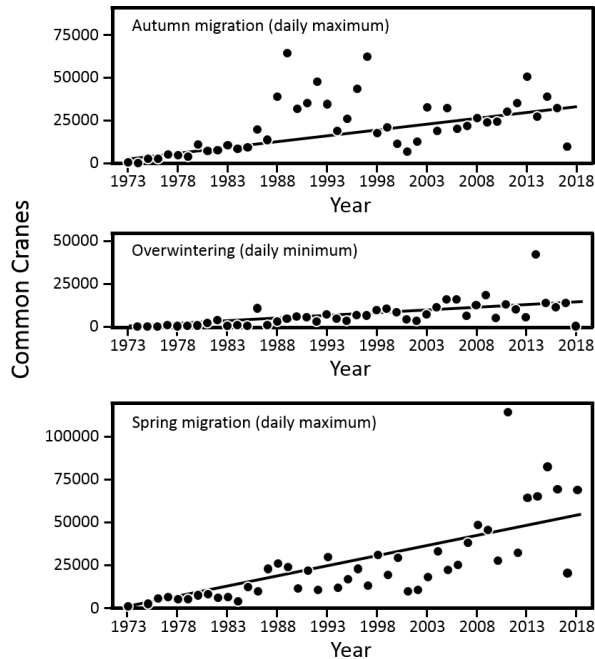 Common Cranes
Autumn migration (daily maximum)
75000
50000
25000
0
1973 1978 1983 1988 1993 1998 2003 2008 2013 2018
Year
Overwintering (daily minimum)
50000
25000
0
1973 1978 1983 1988 1993 1998 2003 2008 2013 2018
Year
Spring migration (daily maximum)
100000
75000
50000
25000
0
1973 1978 1983 1988 1993 1998 2003 2008 2013 2018
Year